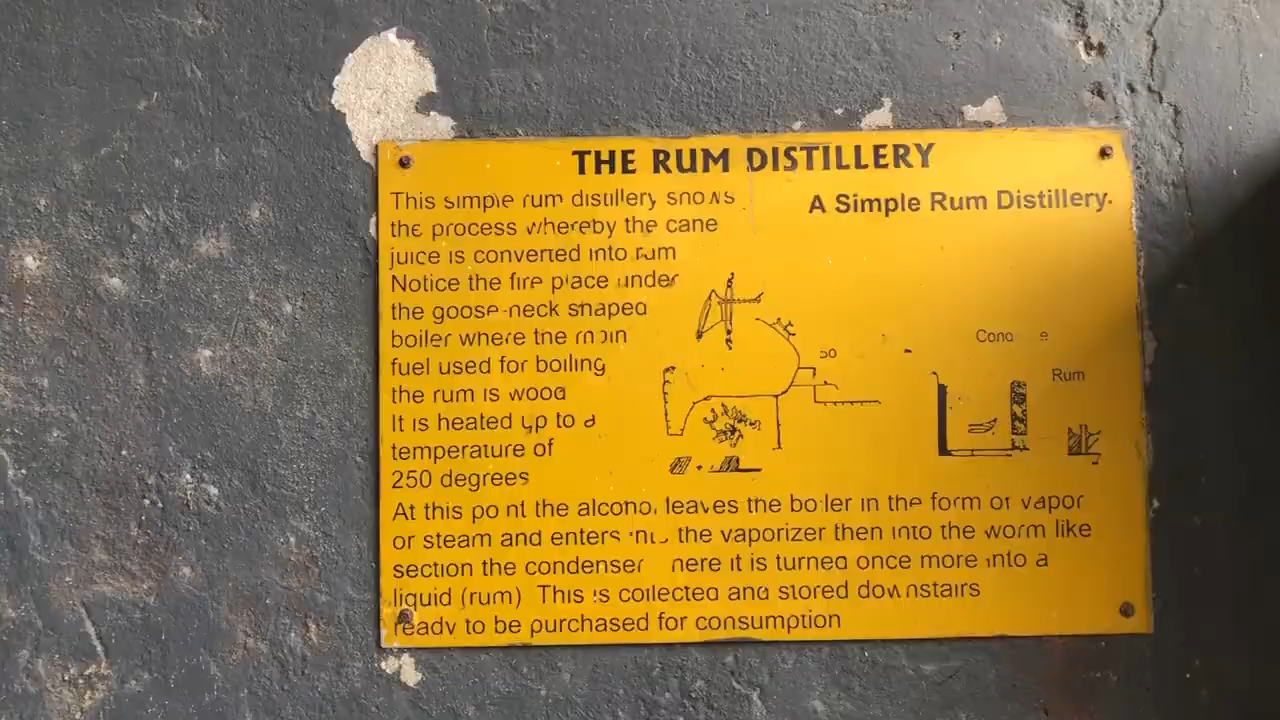 THE RUM DISTILLERY
This simple rum distillery shows
the process whereby the cane
juice is converted into rum
Notice the fire place under
the goose-neck shaped
boiler where the main
fuel used for boiling
the rum is wood
It is heated up to a
temperature of
250 degrees
A Simple Rum Distillery.
Rum
At this point the alcohol leaves the boiler in the form of vapor
or steam and enters into the vaporizer then into the worm like
section the condenser here it is turned once more into a
liquid (rum) This is collected and stored downstairs
ready to be purchased for consumption